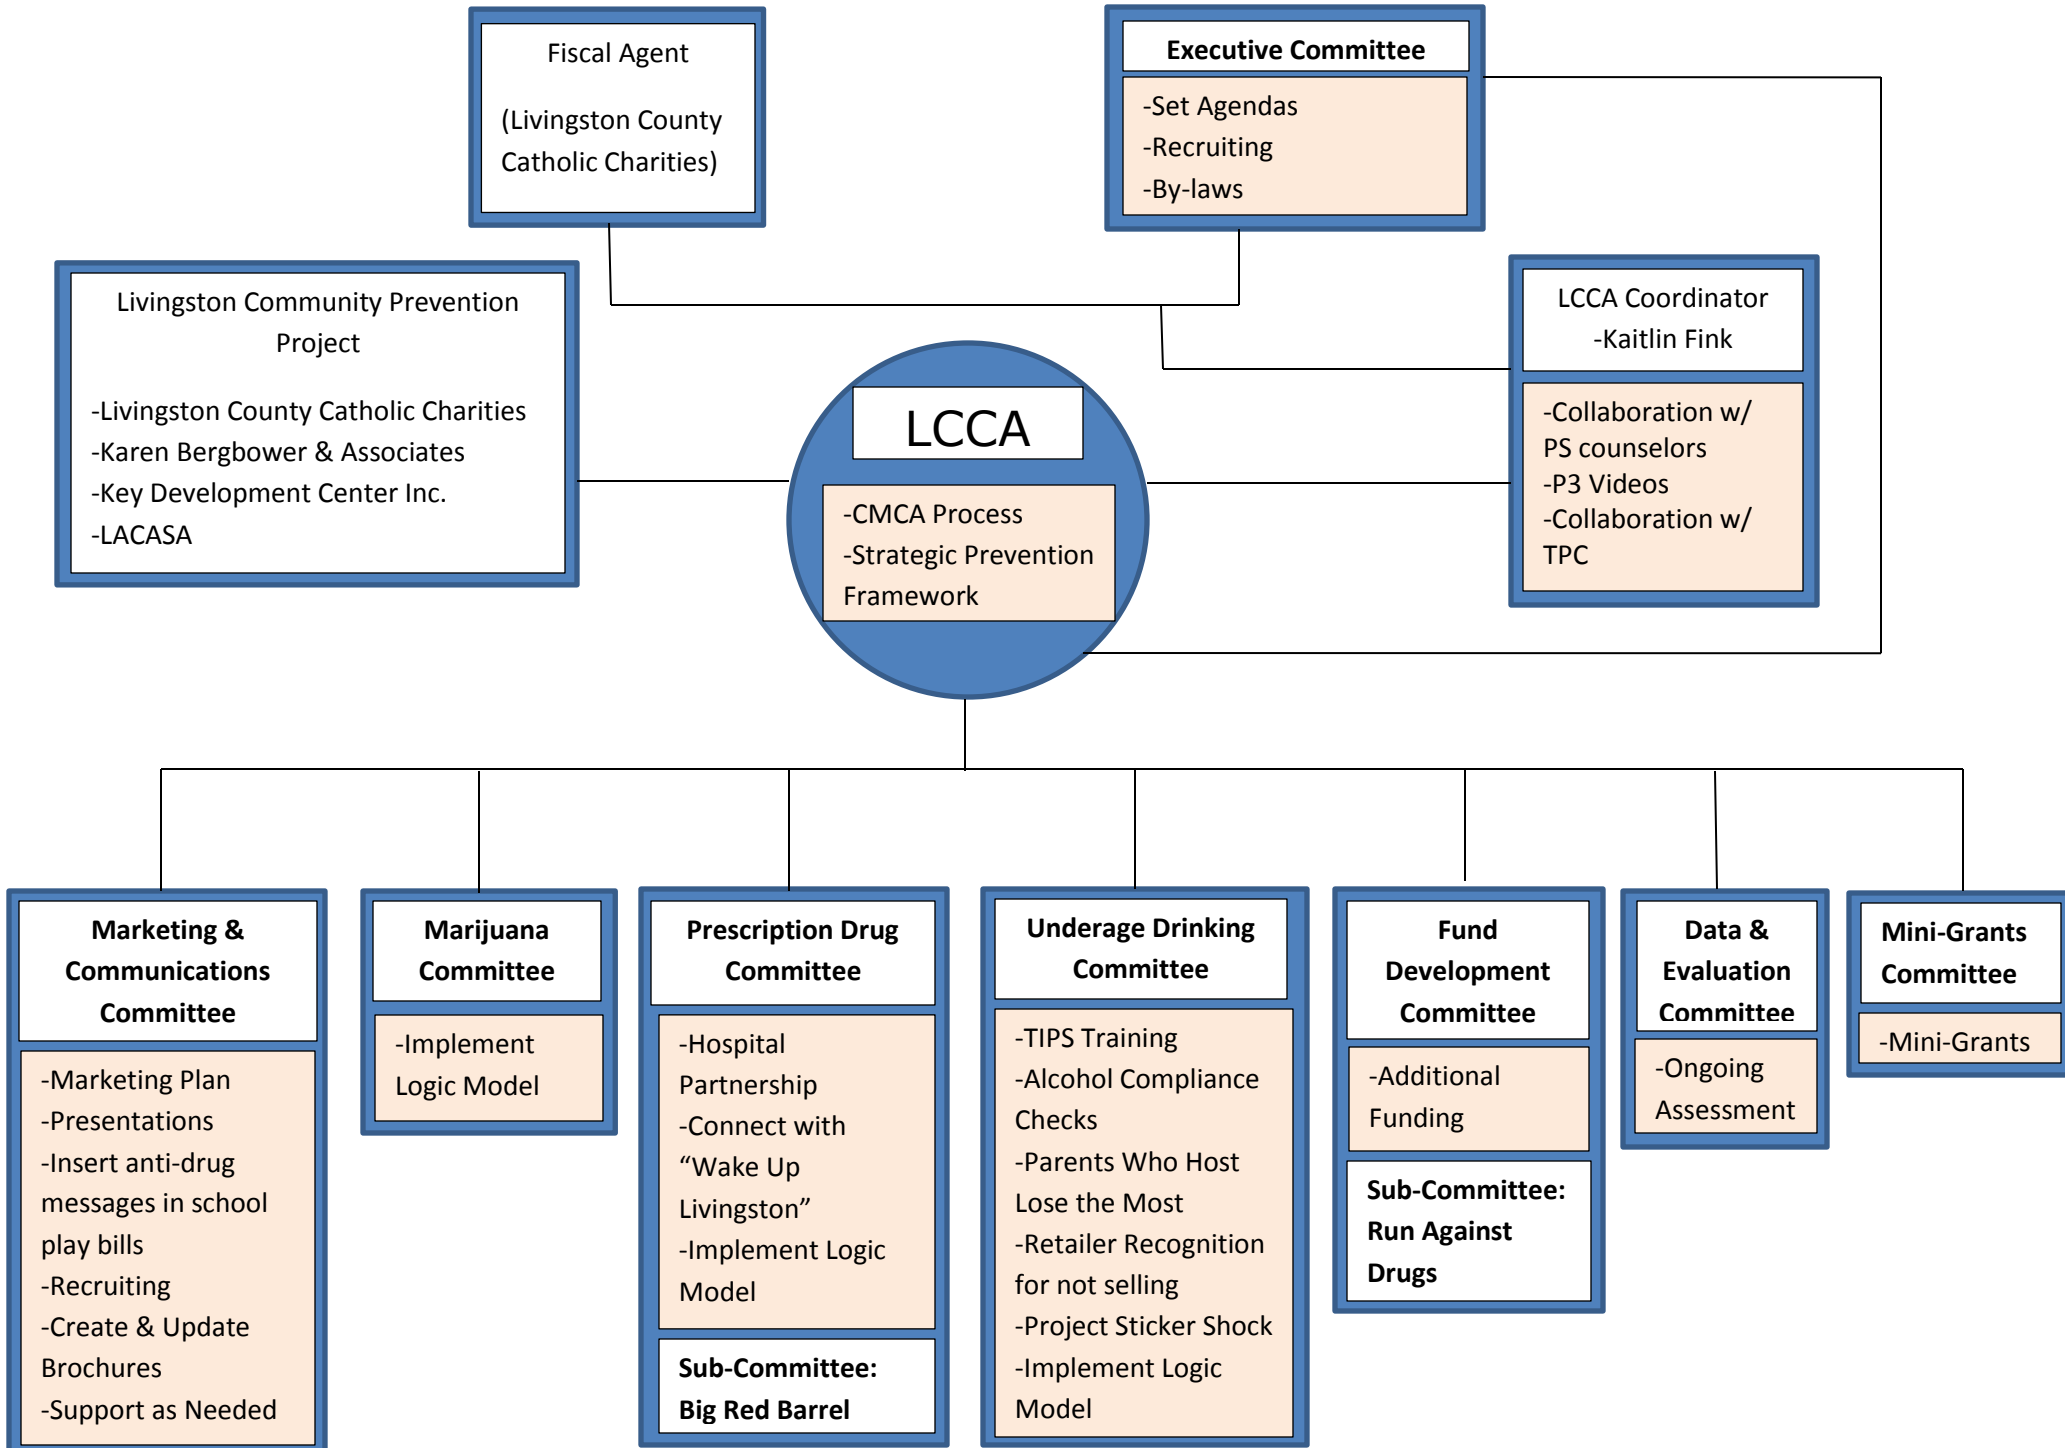 Fiscal Agent
(Livingston County
Catholic Charities)
Executive Committee
-Set Agendas
-Recruiting
-By-laws
Livingston Community Prevention
Project
-Livingston County Catholic Charities
-Karen Bergbower & Associates
-Key Development Center Inc.
-LACASA
LCCA
-CMCA Process
-Strategic Prevention
Framework
LCCA Coordinator
-Kaitlin Fink
-Collaboration w/
PS counselors
-P3 Videos
-Collaboration w/
TPC
Marketing &
Communications
Committee
-Marketing Plan
-Presentations
-Insert anti-drug
messages in school
play bills
-Recruiting
-Create & Update
Brochures
-Support as Needed
Marijuana
Committee
-Implement
Logic Model
Prescription Drug
Committee
-Hospital
Partnership
-Connect with
“Wake Up
Livingston”
-Implement Logic
Model
Sub-Committee:
Big Red Barrel
Underage Drinking
Committee
-TIPS Training
-Alcohol Compliance
Checks
-Parents Who Host
Lose the Most
-Retailer Recognition
for not selling
-Project Sticker Shock
-Implement Logic
Model
Fund
Development
Committee
-Additional
Funding
Sub-Committee:
Run Against
Drugs
Data &
Evaluation
Committee
-Ongoing
Assessment
Mini-Grants
Committee
-Mini-Grants